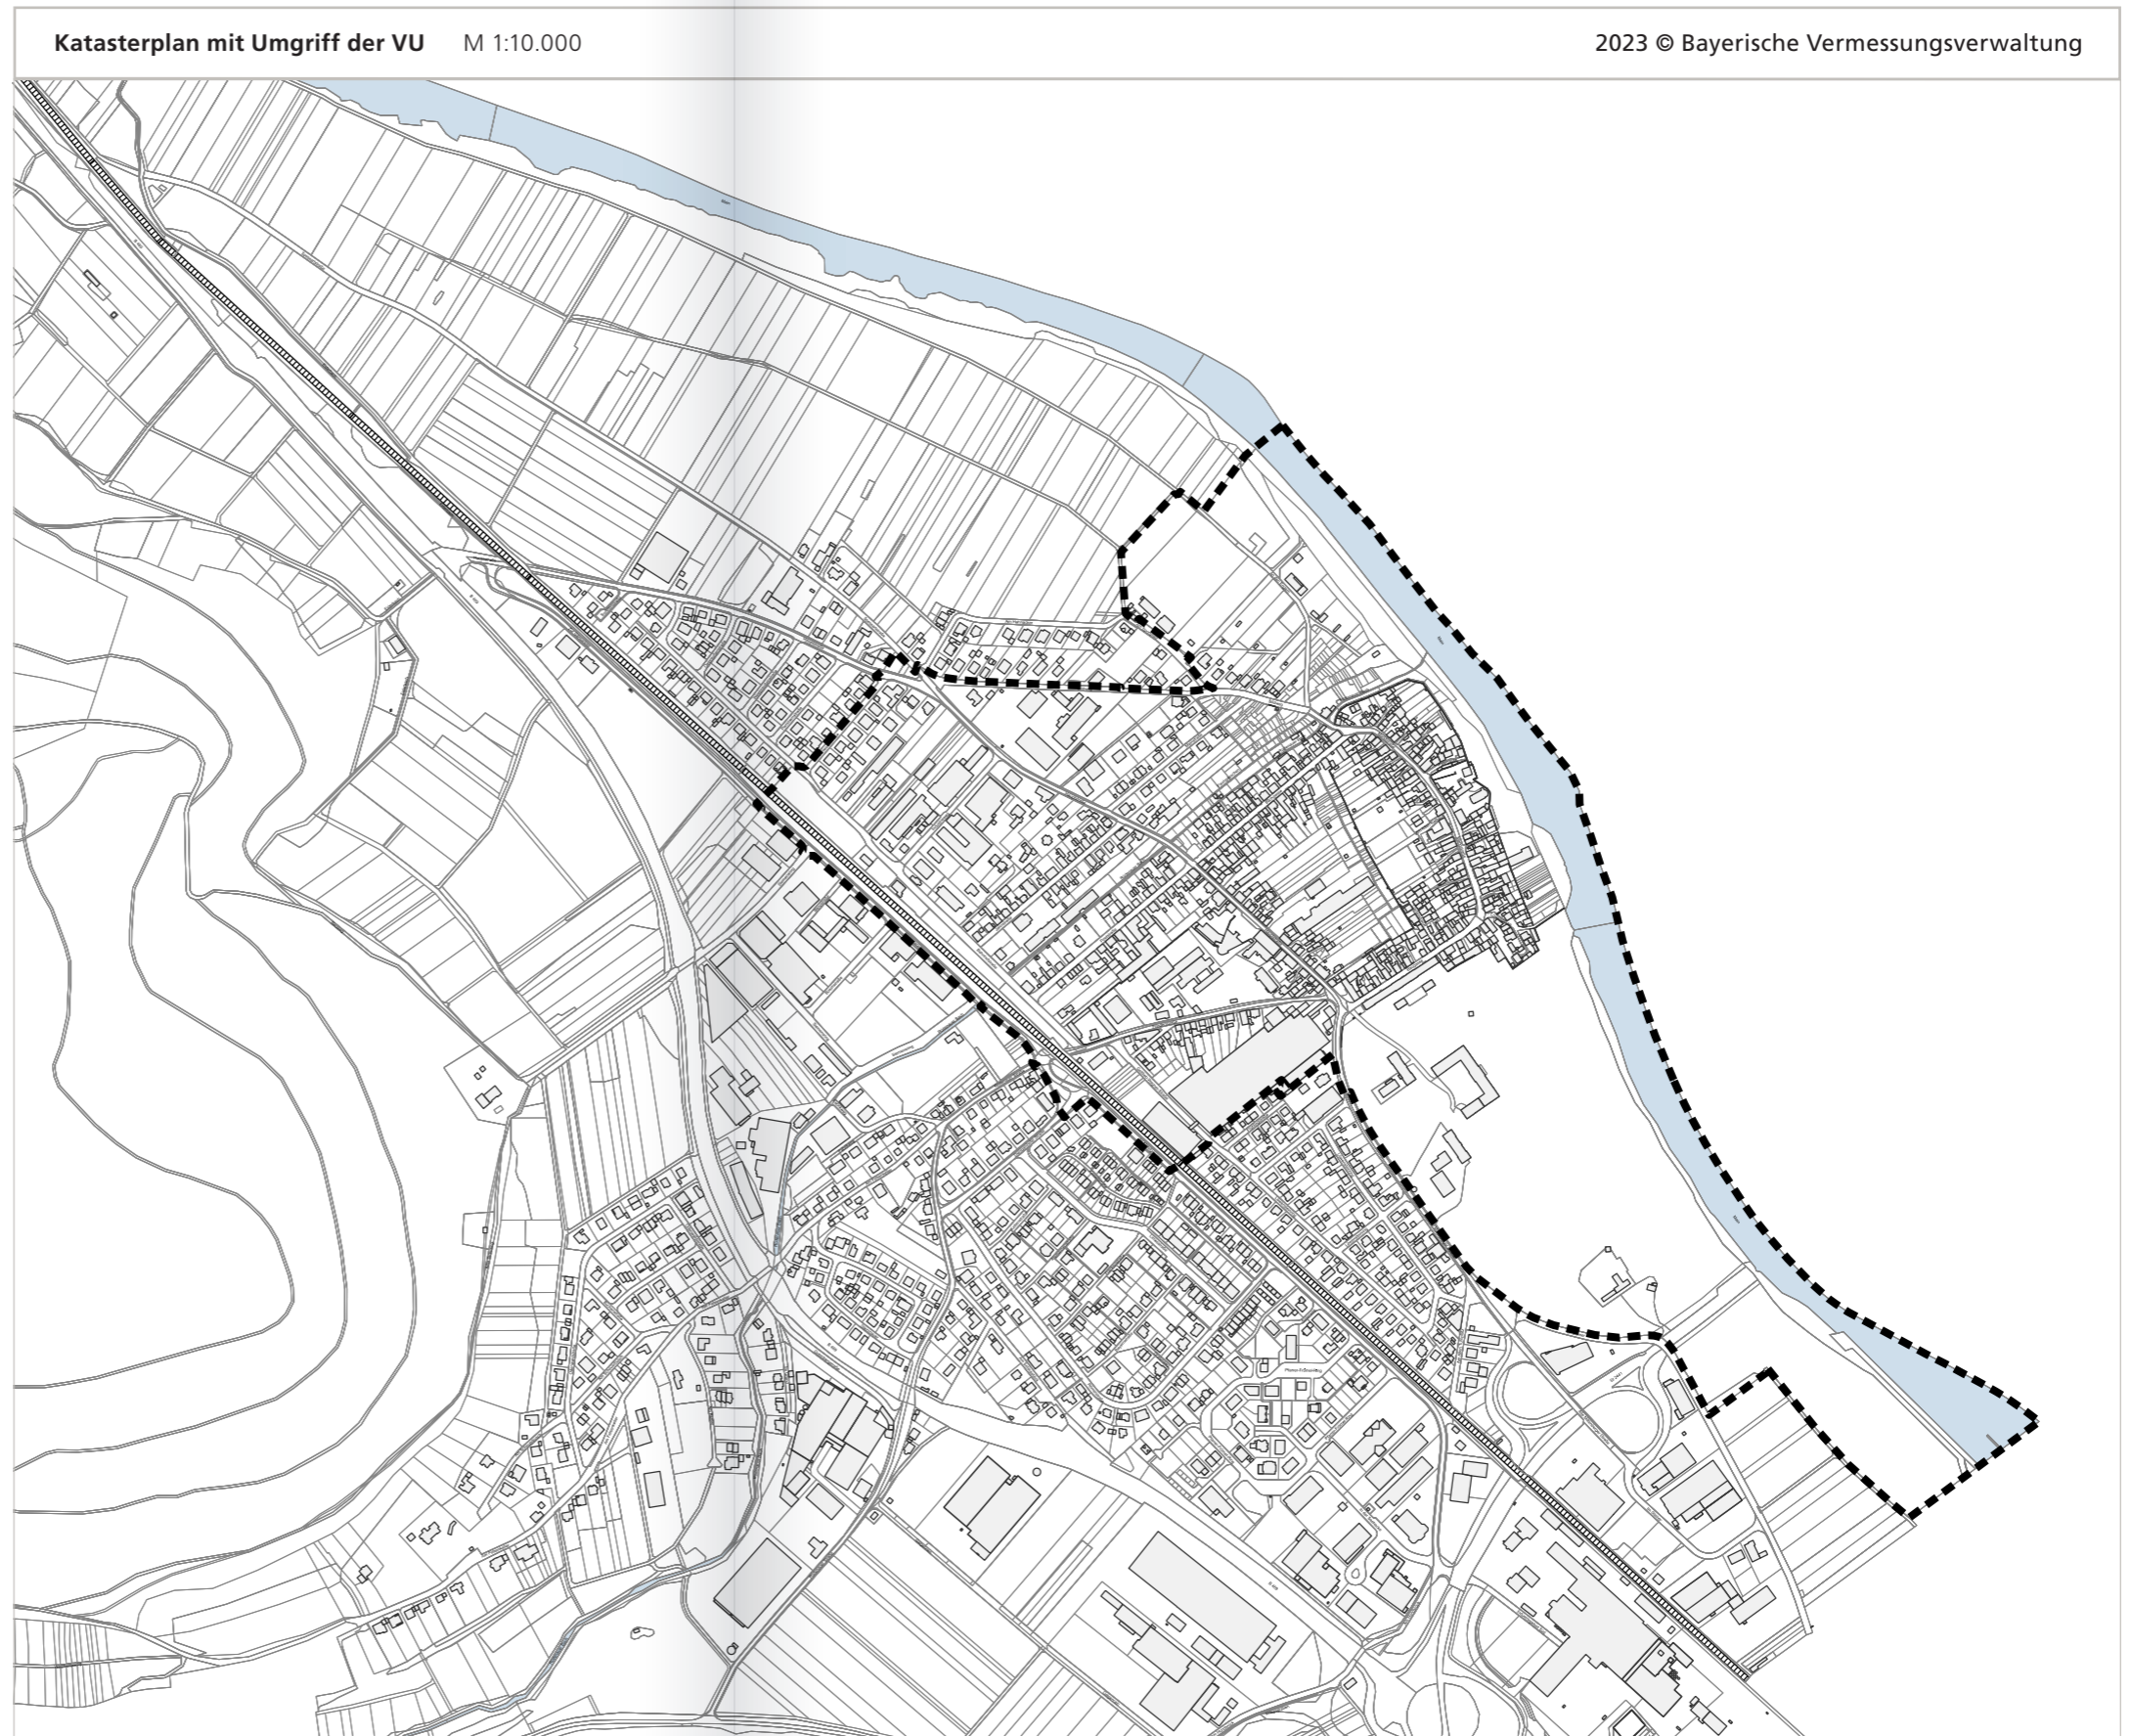 Katasterplan mit Umgriff der VU M 1:10.000
2023 © Bayerische Vermessungsverwaltung